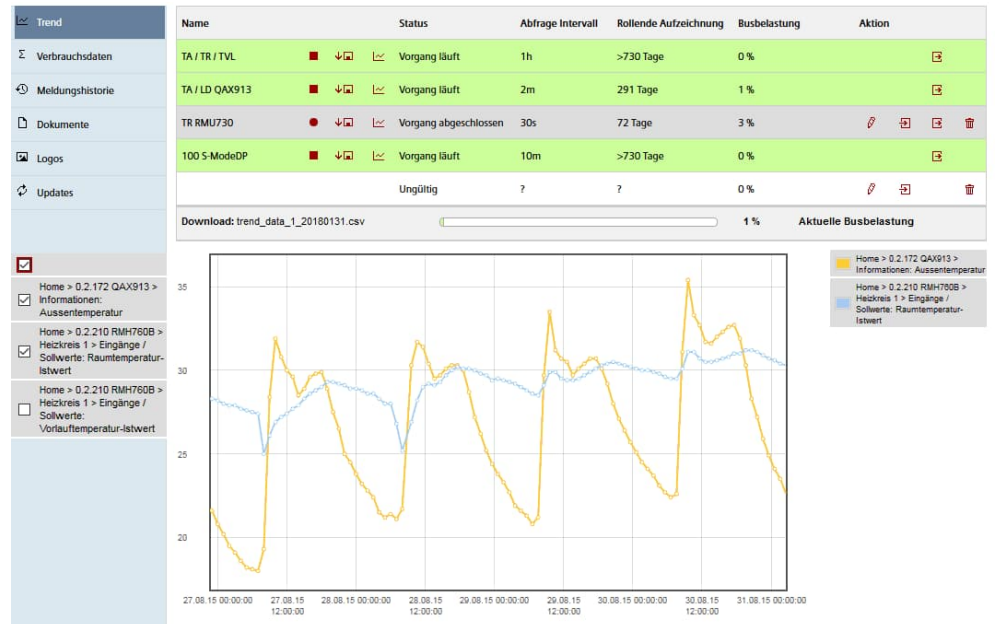 Trend
Verbrauchsdaten
Meldungshistorie
Dokumente
Logos
Updates
Name Status Abfrage Intervall Rollende Aufzeichnung Busbelastung Aktion
TA / TR / TVL Vorgang läuft 1h >730 Tage 0 %
TA / LD QAX913 Vorgang läuft 2m 291 Tage 1 %
TR RMU730 Vorgang abgeschlossen 30s 72 Tage 3 %
100 S-ModeDP Vorgang läuft 10m >730 Tage 0 %
Ungültig ? ? 0 %
Download: trend_data_1_20180131.csv 1 % Aktuelle Busbelastung
Home > 0.2.172 QAX913 >
Informationen:
Aussentemperatur
Home > 0.2.210 RMH760B >
Heizkreis 1 > Eingänge /
Sollwerte: Raumtemperatur-
Istwert
Home > 0.2.210 RMH760B >
Heizkreis 1 > Eingänge /
Sollwerte:
Vorlauftemperatur-Istwert
35
30
25
20
27.08.15 00:00:00
27.08.15
12:00:00
28.08.15 00:00:00
28.08.15
12:00:00
29.08.15 00:00:00
29.08.15
12:00:00
30.08.15 00:00:00
30.08.15
12:00:00
31.08.15 00:00:00
Home > 0.2.172 QAX913 >
Informationen: Aussentemperatur
Home > 0.2.210 RMH760B >
Heizkreis 1 > Eingänge /
Sollwerte: Raumtemperatur-
Istwert